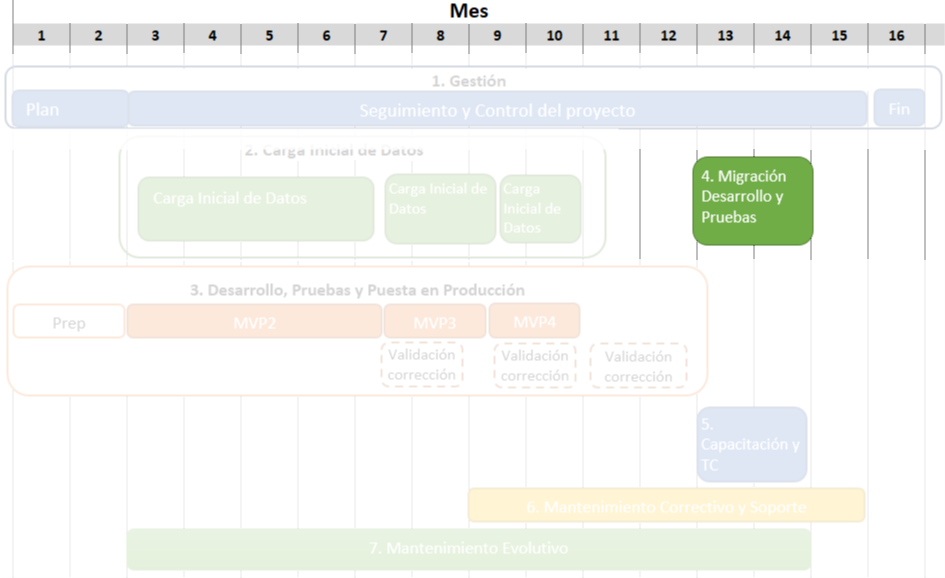 Mes
1 2 3 4 5 6 7 8 9 10 11 12 13 14 15 16
1. Gestión
Plan
Seguimiento y Control del proyecto
Fin
2. Carga Inicial de Datos
Carga Inicial de Datos
Carga Inicial de
Datos
Carga
Inicial de
Datos
4. Migración
Desarrollo y
Pruebas
3. Desarrollo, Pruebas y Puesta en Producción
Prep
MVP2
MVP3
MVP4
Validación
corrección
Validación
corrección
Validación
corrección
5.
Capacitación y
TC
6. Mantenimiento Correctivo y Soporte
7. Mantenimiento Evolutivo